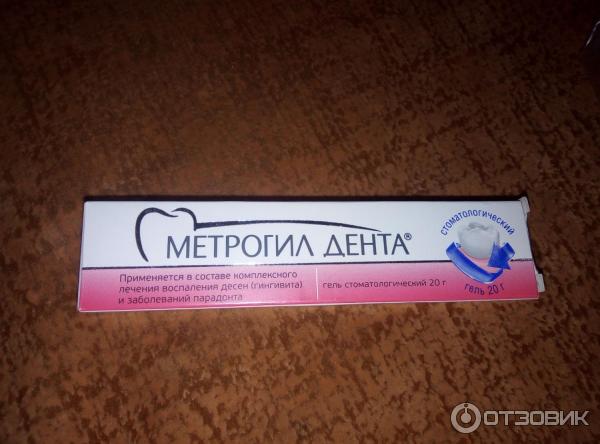 МЕТРОГИЛ ДЕНТА®
Применяется в составе комплексного
лечения воспаления десен (гингивита)
и заболеваний парадонта
гель стоматологический 20 г
стоматологический
гель 20 г
ОТЗОВИК